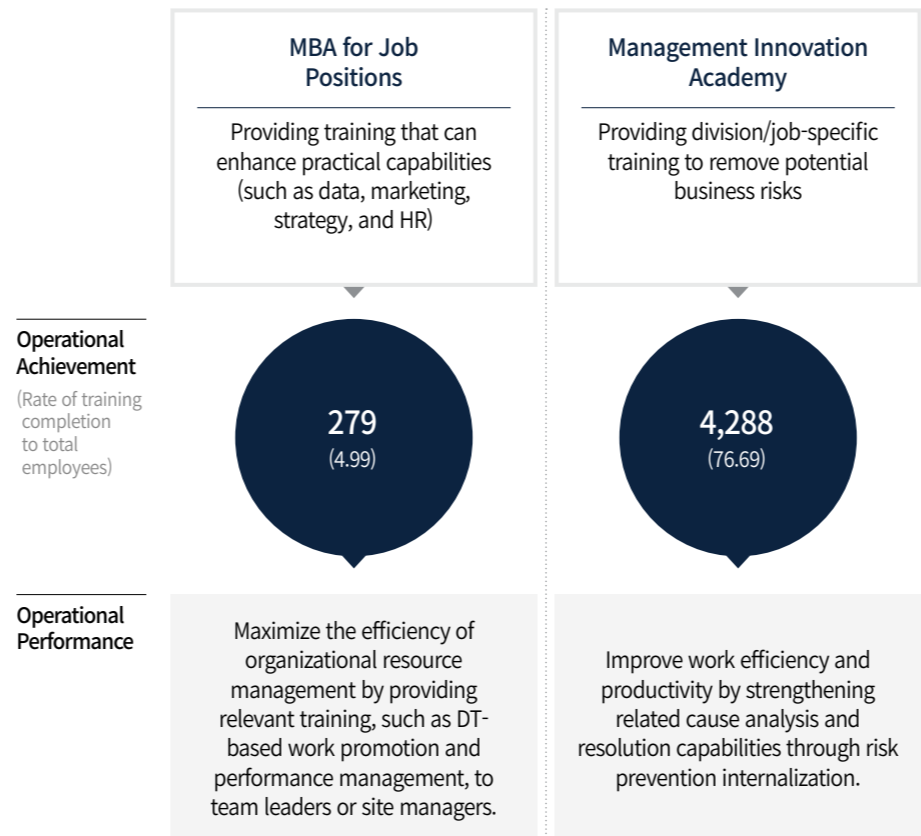 MBA for Job
Positions
Providing training that can
enhance practical capabilities
(such as data, marketing,
strategy, and HR)
Management Innovation
Academy
Providing division/job-specific
training to remove potential
business risks
Operational
Achievement
(Rate of training
completion
to total
employees)
279
(4.99)
4,288
(76.69)
Operational
Performance
Maximize the efficiency of
organizational resource
management by providing
relevant training, such as DT-
based work promotion and
performance management, to
team leaders or site managers.
Improve work efficiency and
productivity by strengthening
related cause analysis and
resolution capabilities through risk
prevention internalization.